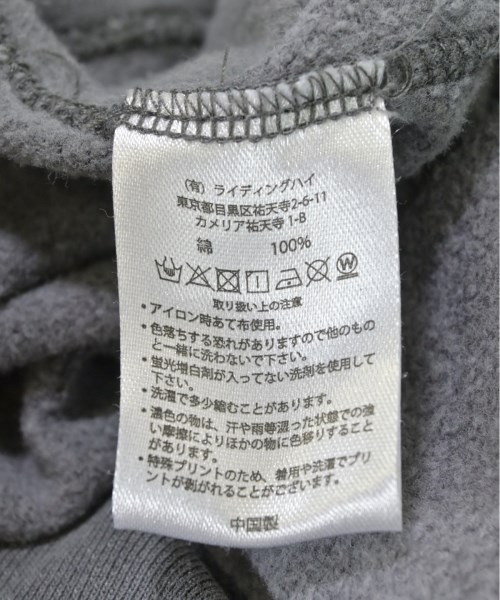 （有）ライディングハイ
東京都目黒区祐天寺2-6-11
カメリア祐天寺 1-B
綿 100%
取り扱い上の注意
・アイロン時あて布使用。
・色落ちする恐れがありますので他のもの
と一緒に洗わないで下さい。
・蛍光増白剤が入ってない洗剤を使用して
下さい。
・洗濯で多少縮むことがあります。
・濃色の物は、汗や雨等湿った状態での強
い摩擦によりほかの物に色移りすること
があります。
・特殊プリントのため、着用や洗濯でプリ
ントが剥がれることがございます。
中国製